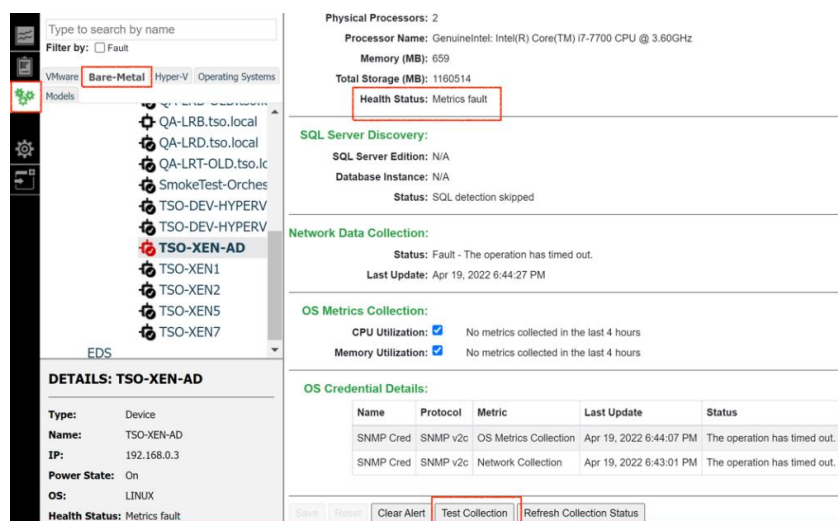 Type to search by name
Filter by: Fault
VMware Bare-Metal Hyper-V Operating Systems
Models
QA-LRB.tso.local
QA-LRD.tso.local
QA-LRT-OLD.tso.lc
SmokeTest-Orches
TSO-DEV-HYPERV
TSO-DEV-HYPERV
TSO-XEN-AD
TSO-XEN1
TSO-XEN2
TSO-XEN5
TSO-XEN7
EDS
DETAILS: TSO-XEN-AD
Type: Device
Name: TSO-XEN-AD
IP: 192.168.0.3
Power State: On
OS: LINUX
Health Status: Metrics fault
Physical Processors: 2
Processor Name: GenuineIntel: Intel(R) Core(TM) i7-7700 CPU @ 3.60GHz
Memory (MB): 659
Total Storage (MB): 1160514
Health Status: Metrics fault
SQL Server Discovery:
SQL Server Edition: N/A
Database Instance: N/A
Status: SQL detection skipped
Network Data Collection:
Status: Fault - The operation has timed out.
Last Update: Apr 19, 2022 6:44:27 PM
OS Metrics Collection:
CPU Utilization: No metrics collected in the last 4 hours
Memory Utilization: No metrics collected in the last 4 hours
OS Credential Details:
Name Protocol Metric Last Update Status
SNMP Cred SNMP v2c OS Metrics Collection Apr 19, 2022 6:44:07 PM The operation has timed out.
SNMP Cred SNMP v2c Network Collection Apr 19, 2022 6:43:01 PM The operation has timed out.
Save Reset Clear Alert Test Collection Refresh Collection Status